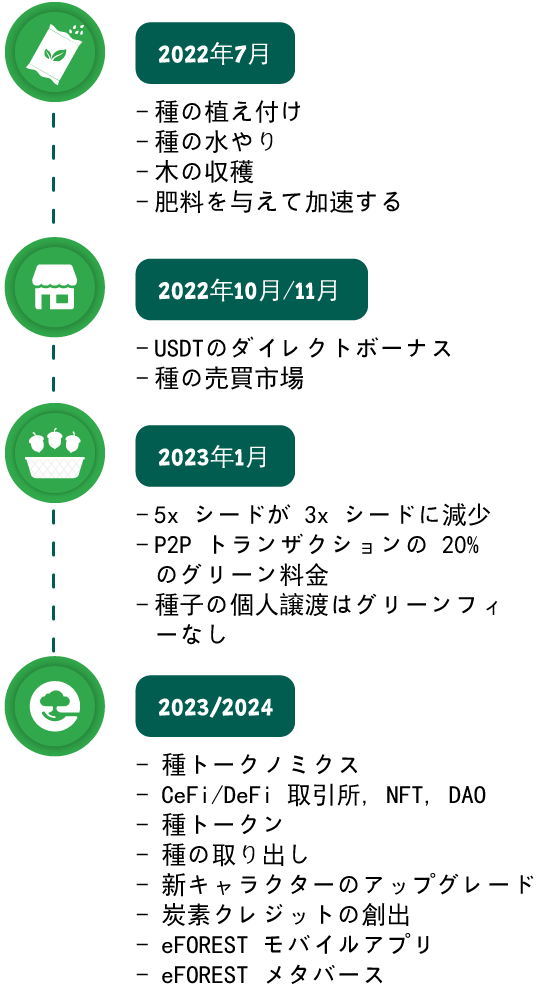 2022年7月
- 種の植え付け
- 種の水やり
- 木の収穫
- 肥料を与えて加速する
2022年10月/11月
- USDTのダイレクトボーナス
- 種の売買市場
2023年1月
- 5x シードが 3x シードに減少
- P2P トランザクションの 20%
のグリーン料金
- 種子の個人譲渡はグリーンフィ
ーなし
2023/2024
- 種トークノミクス
- CeFi/DeFi 取引所, NFT, DAO
- 種トークン
- 種の取り出し
- 新キャラクターのアップグレード
- 炭素クレジットの創出
- eFOREST モバイルアプリ
- eFOREST メタバース